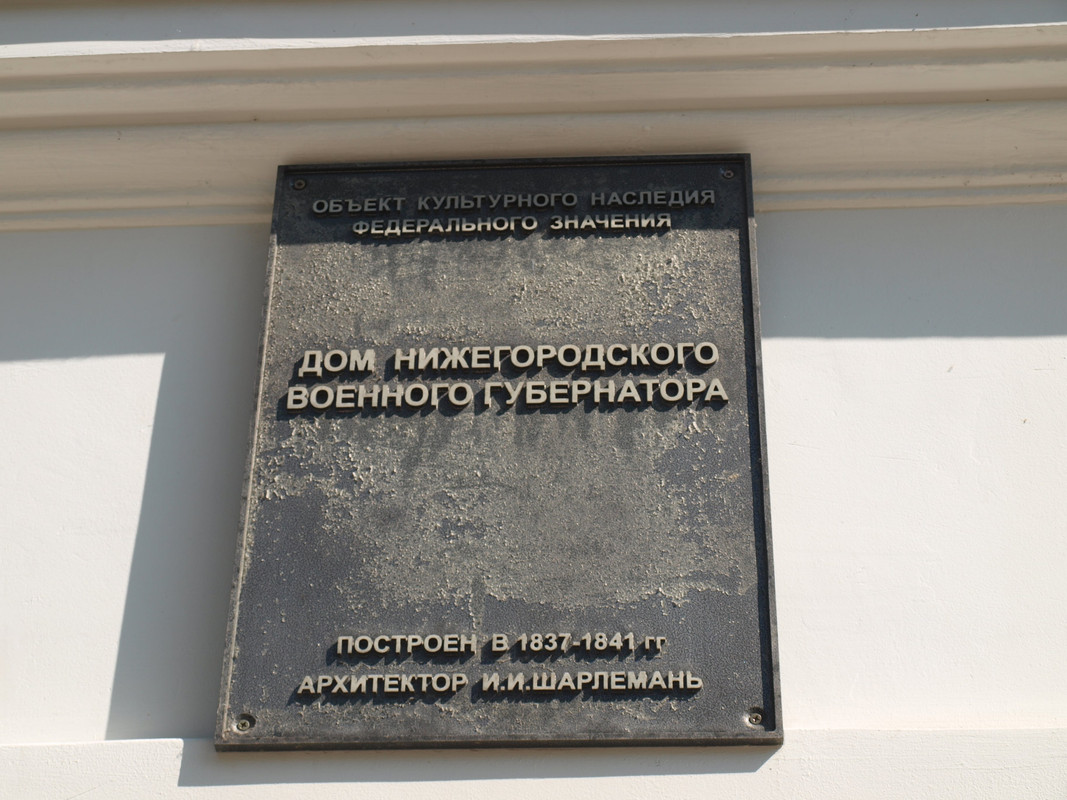 ОБЪЕКТ КУЛЬТУРНОГО НАСЛЕДИЯ
ФЕДЕРАЛЬНОГО ЗНАЧЕНИЯ
ДОМ НИЖЕГОРОДСКОГО
ВОЕННОГО ГУБЕРНАТОРА
ПОСТРОЕН В 1837-1841 гг
АРХИТЕКТОР И.И.ШАРЛЕМАНЬ